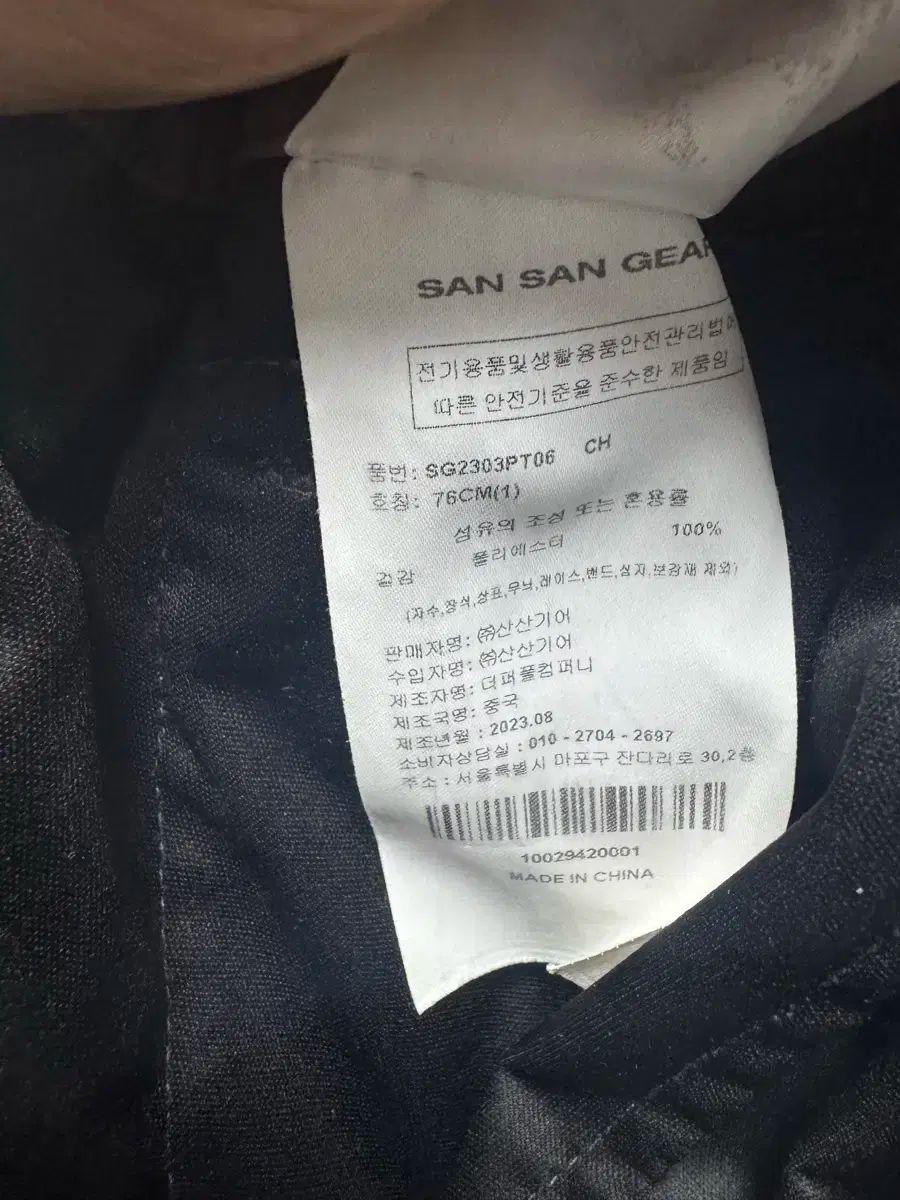 SAN SAN GEAR
전기용품및생활용품안전관리법에
따른 안전기준을 준수한 제품임
품번: SG2303PT06 CH
호칭: 76CM(1)
섬유의 조성 또는 혼용률
겉감 폴리에스터 100%
(자수,장식,상표,무늬,레이스,밴드,심지,보강재 제외)
판매자명: ㈜산산기어
수입자명: ㈜산산기어
제조자명: 더퍼플컴퍼니
제조국명: 중국
제조년월 : 2023.08
소비자상담실 : 010 - 2704 - 2697
주소 : 서울특별시 마포구 잔다리로 30,2층
10029420001
MADE IN CHINA